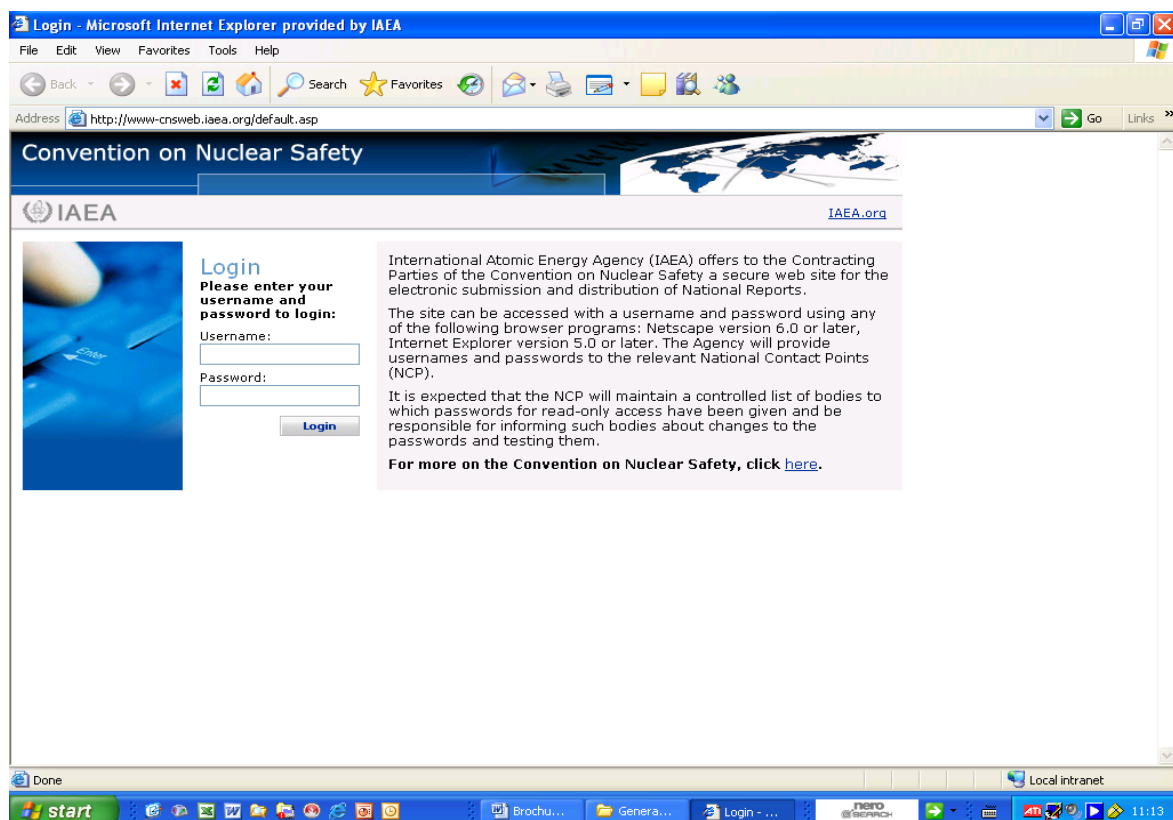 Login - Microsoft Internet Explorer provided by IAEA
File Edit View Favorites Tools Help
Back Search Favorites
Address http://www-cnsweb.iaea.org/default.asp Go Links »
Convention on Nuclear Safety
IAEA IAEA.org
Enter
Login
Please enter your
username and
password to login:
Username:
Password:
Login
International Atomic Energy Agency (IAEA) offers to the Contracting
Parties of the Convention on Nuclear Safety a secure web site for the
electronic submission and distribution of National Reports.
The site can be accessed with a username and password using any
of the following browser programs: Netscape version 6.0 or later,
Internet Explorer version 5.0 or later. The Agency will provide
usernames and passwords to the relevant National Contact Points
(NCP).
It is expected that the NCP will maintain a controlled list of bodies to
which passwords for read-only access have been given and be
responsible for informing such bodies about changes to the
passwords and testing them.
For more on the Convention on Nuclear Safety, click here.
Done Local intranet
start Brochu... Genera... Login - ... nero SEARCH ATI 11:13